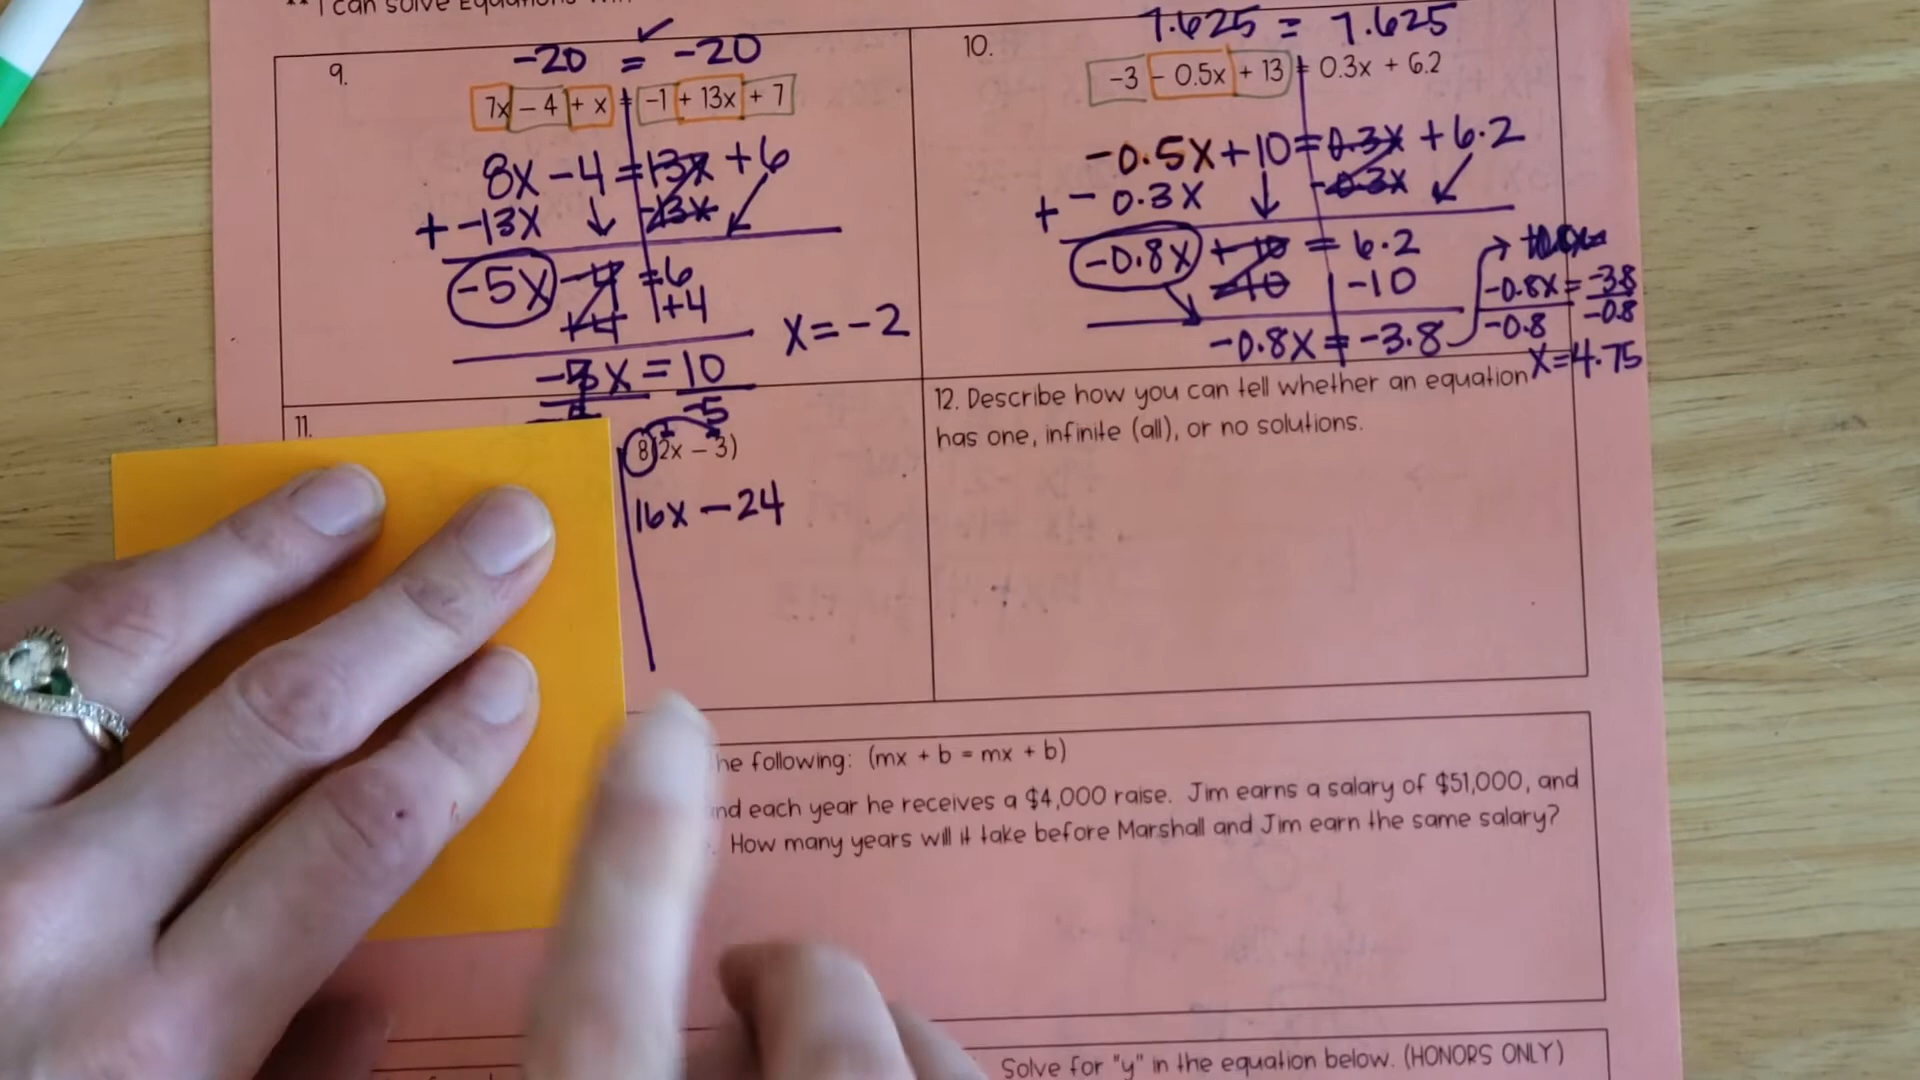 ** I can solve Equations
9.
-20 = -20
7x - 4 + x = -1 + 13x + 7
8x - 4 = 13x + 6
+ -13x -13x
-5x - 4 = 6
+4 +4
x = -2
-5x = 10
-5
10.
7.625 = 7.625
-3 - 0.5x + 13 = 0.3x + 6.2
-0.5x + 10 = 0.3x + 6.2
+ - 0.3x -0.3x
-0.8x + 10 = 6.2
-10 -10
-0.8x = -3.8
-0.8x = -3.8
-0.8 -0.8
x = 4.75
11.
8(2x - 3)
16x - 24
12. Describe how you can tell whether an equation
has one, infinite (all), or no solutions.
he following: (mx + b = mx + b)
nd each year he receives a $4,000 raise. Jim earns a salary of $51,000, and
. How many years will it take before Marshall and Jim earn the same salary?
Solve for "y" in the equation below. (HONORS ONLY)